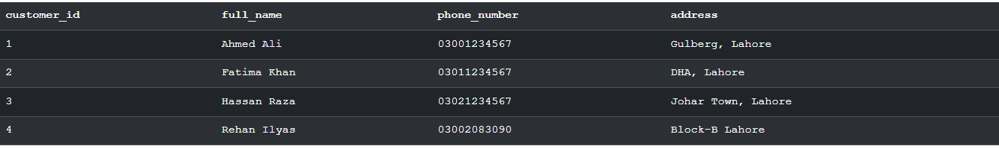 customer_id full_name phone_number address
1 Ahmed Ali 03001234567 Gulberg, Lahore
2 Fatima Khan 03011234567 DHA, Lahore
3 Hassan Raza 03021234567 Johar Town, Lahore
4 Rehan Ilyas 03002083090 Block-B Lahore